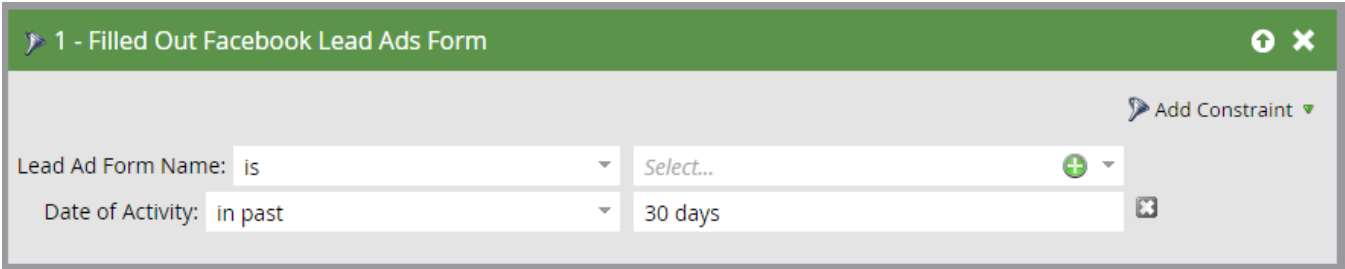 1 - Filled Out Facebook Lead Ads Form
Add Constraint
Lead Ad Form Name: is Select...
Date of Activity: in past 30 days